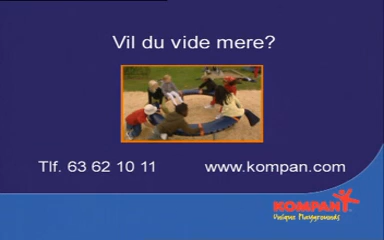 Vil du vide mere?
Tlf. 63 62 10 11 www.kompan.com
KOMPAN
Unique Playgrounds